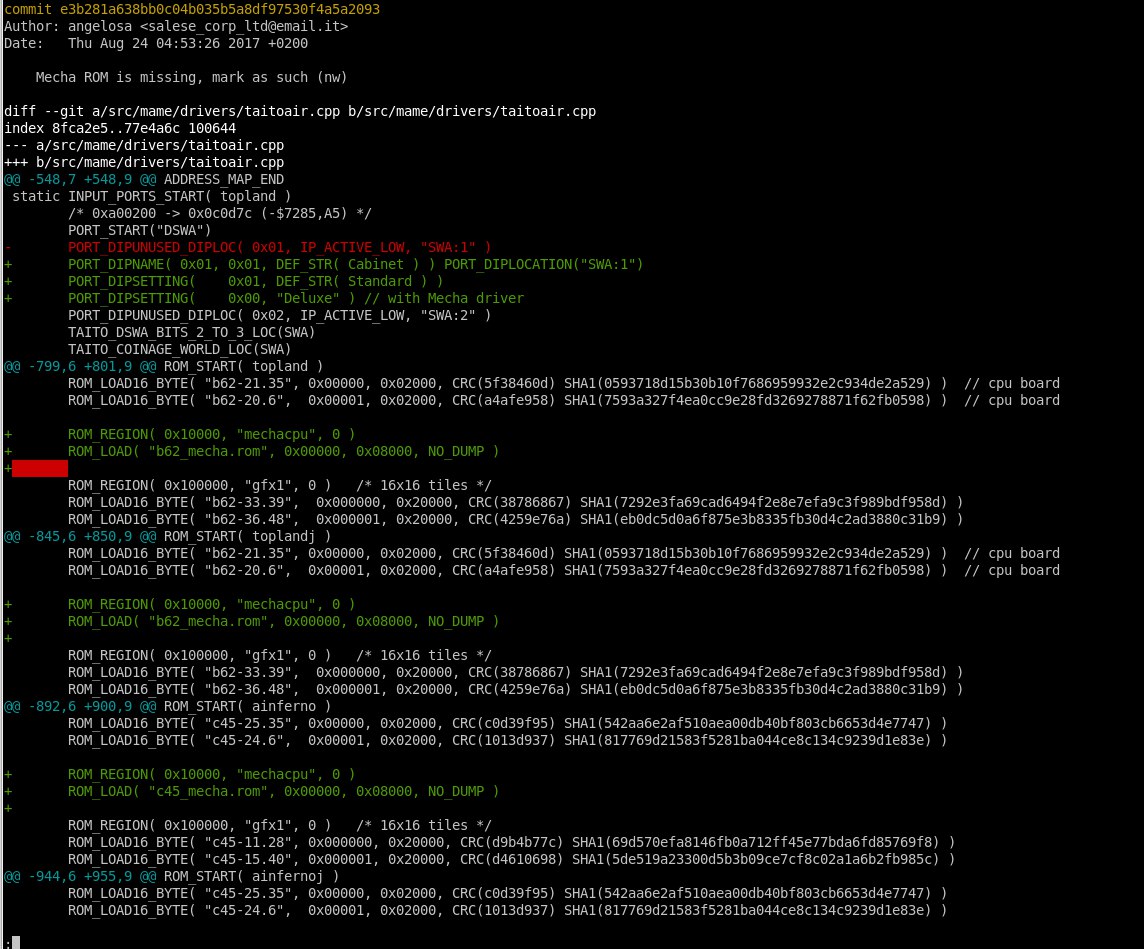 commit e3b281a638bb0c04b035b5a8df97530f4a5a2093
Author: angelosa <salese_corp_ltd@email.it>
Date:   Thu Aug 24 04:53:26 2017 +0200

    Mecha ROM is missing, mark as such (nw)

diff --git a/src/mame/drivers/taitoair.cpp b/src/mame/drivers/taitoair.cpp
index 8fca2e5..77e4a6c 100644
--- a/src/mame/drivers/taitoair.cpp
+++ b/src/mame/drivers/taitoair.cpp
@@ -548,7 +548,9 @@ ADDRESS_MAP_END
 static INPUT_PORTS_START( topland )
        /* 0xa00200 -> 0x0c0d7c (-$7285,A5) */
        PORT_START("DSWA")
-       PORT_DIPUNUSED_DIPLOC( 0x01, IP_ACTIVE_LOW, "SWA:1" )
+       PORT_DIPNAME( 0x01, 0x01, DEF_STR( Cabinet ) ) PORT_DIPLOCATION("SWA:1")
+       PORT_DIPSETTING(    0x01, DEF_STR( Standard ) )
+       PORT_DIPSETTING(    0x00, "Deluxe" ) // with Mecha driver
        PORT_DIPUNUSED_DIPLOC( 0x02, IP_ACTIVE_LOW, "SWA:2" )
        TAITO_DSWA_BITS_2_TO_3_LOC(SWA)
        TAITO_COINAGE_WORLD_LOC(SWA)
@@ -799,6 +801,9 @@ ROM_START( topland )
        ROM_LOAD16_BYTE( "b62-21.35", 0x00000, 0x02000, CRC(5f38460d) SHA1(0593718d15b30b10f7686959932e2c934de2a529) )  // cpu board
        ROM_LOAD16_BYTE( "b62-20.6",  0x00001, 0x02000, CRC(a4afe958) SHA1(7593a327f4ea0cc9e28fd3269278871f62fb0598) )  // cpu board

+       ROM_REGION( 0x10000, "mechacpu", 0 )
+       ROM_LOAD( "b62_mecha.rom", 0x00000, 0x08000, NO_DUMP )
+
        ROM_REGION( 0x100000, "gfx1", 0 )   /* 16x16 tiles */
        ROM_LOAD16_BYTE( "b62-33.39",  0x000000, 0x20000, CRC(38786867) SHA1(7292e3fa69cad6494f2e8e7efa9c3f989bdf958d) )
        ROM_LOAD16_BYTE( "b62-36.48",  0x000001, 0x20000, CRC(4259e76a) SHA1(eb0dc5d0a6f875e3b8335fb30d4c2ad3880c31b9) )
@@ -845,6 +850,9 @@ ROM_START( toplandj )
        ROM_LOAD16_BYTE( "b62-21.35", 0x00000, 0x02000, CRC(5f38460d) SHA1(0593718d15b30b10f7686959932e2c934de2a529) )  // cpu board
        ROM_LOAD16_BYTE( "b62-20.6",  0x00001, 0x02000, CRC(a4afe958) SHA1(7593a327f4ea0cc9e28fd3269278871f62fb0598) )  // cpu board

+       ROM_REGION( 0x10000, "mechacpu", 0 )
+       ROM_LOAD( "b62_mecha.rom", 0x00000, 0x08000, NO_DUMP )
+
        ROM_REGION( 0x100000, "gfx1", 0 )   /* 16x16 tiles */
        ROM_LOAD16_BYTE( "b62-33.39",  0x000000, 0x20000, CRC(38786867) SHA1(7292e3fa69cad6494f2e8e7efa9c3f989bdf958d) )
        ROM_LOAD16_BYTE( "b62-36.48",  0x000001, 0x20000, CRC(4259e76a) SHA1(eb0dc5d0a6f875e3b8335fb30d4c2ad3880c31b9) )
@@ -892,6 +900,9 @@ ROM_START( ainferno )
        ROM_LOAD16_BYTE( "c45-25.35", 0x00000, 0x02000, CRC(c0d39f95) SHA1(542aa6e2af510aea00db40bf803cb6653d4e7747) )
        ROM_LOAD16_BYTE( "c45-24.6",  0x00001, 0x02000, CRC(1013d937) SHA1(817769d21583f5281ba044ce8c134c9239d1e83e) )

+       ROM_REGION( 0x10000, "mechacpu", 0 )
+       ROM_LOAD( "c45_mecha.rom", 0x00000, 0x08000, NO_DUMP )
+
        ROM_REGION( 0x100000, "gfx1", 0 )   /* 16x16 tiles */
        ROM_LOAD16_BYTE( "c45-11.28", 0x000000, 0x20000, CRC(d9b4b77c) SHA1(69d570efa8146fb0a712ff45e77bda6fd85769f8) )
        ROM_LOAD16_BYTE( "c45-15.40", 0x000001, 0x20000, CRC(d4610698) SHA1(5de519a23300d5b3b09ce7cf8c02a1a6b2fb985c) )
@@ -944,6 +955,9 @@ ROM_START( ainfernoj )
        ROM_LOAD16_BYTE( "c45-25.35", 0x00000, 0x02000, CRC(c0d39f95) SHA1(542aa6e2af510aea00db40bf803cb6653d4e7747) )
        ROM_LOAD16_BYTE( "c45-24.6",  0x00001, 0x02000, CRC(1013d937) SHA1(817769d21583f5281ba044ce8c134c9239d1e83e) )

: